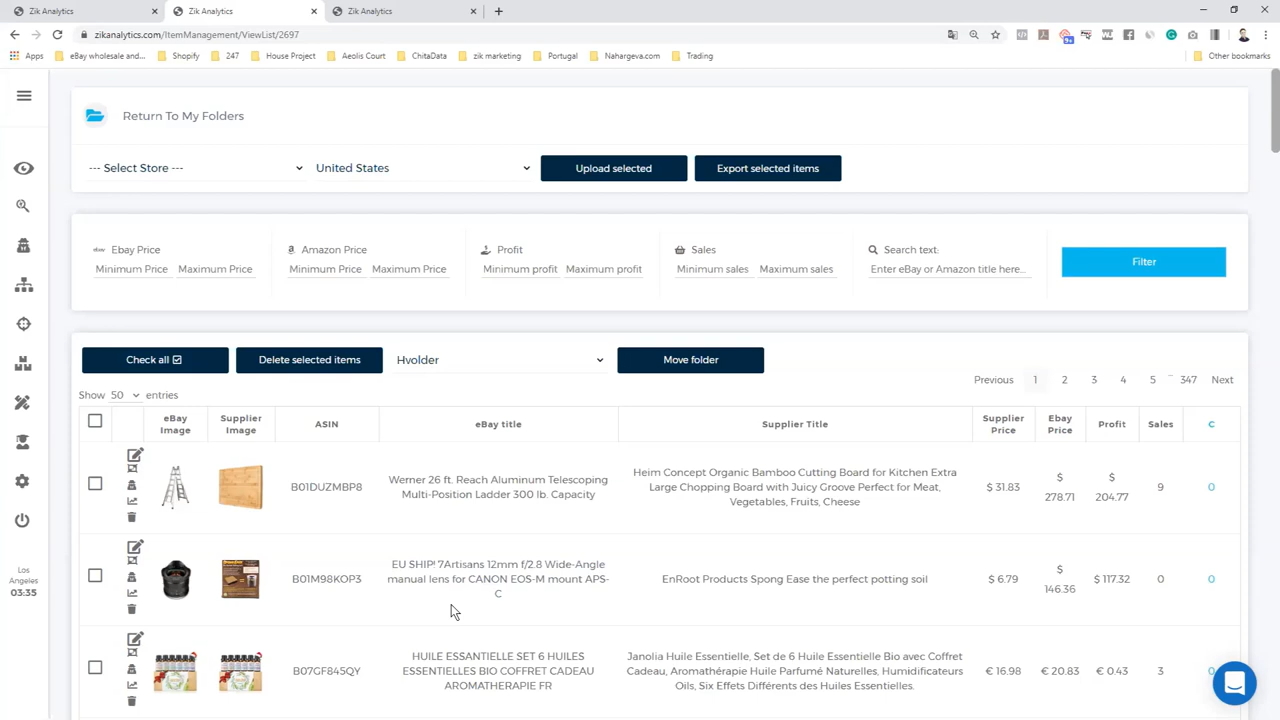 Zik Analytics
Zik Analytics
Zik Analytics
zikanalytics.com/ItemManagement/ViewList/2697
Apps
eBay wholesale and...
Shopify
247
House Project
Aeolis Court
ChitaData
zik marketing
Portugal
Nahargeva.com
Trading
Other bookmarks
Return To My Folders
--- Select Store ---
United States
Upload selected
Export selected items
Ebay Price
Minimum Price Maximum Price
Amazon Price
Minimum Price Maximum Price
Profit
Minimum profit Maximum profit
Sales
Minimum sales Maximum sales
Search text:
Enter eBay or Amazon title here...
Filter
Check all
Delete selected items
Hvolder
Move folder
Previous 1 2 3 4 5 ... 347 Next
Show 50 entries
eBay Image
Supplier Image
ASIN
eBay title
Supplier Title
Supplier Price
Ebay Price
Profit
Sales
C
B01DUZMBP8
Werner 26 ft. Reach Aluminum Telescoping
Multi-Position Ladder 300 lb. Capacity
Heim Concept Organic Bamboo Cutting Board for Kitchen Extra
Large Chopping Board with Juicy Groove Perfect for Meat,
Vegetables, Fruits, Cheese
$ 31.83
$ 278.71
$ 204.77
9
0
B01M98KOP3
EU SHIP! 7Artisans 12mm f/2.8 Wide-Angle
manual lens for CANON EOS-M mount APS-
C
EnRoot Products Spong Ease the perfect potting soil
$ 6.79
$ 146.36
$ 117.32
0
0
B07GF845QY
HUILE ESSANTIELLE SET 6 HUILES
ESSENTIELLES BIO COFFRET CADEAU
AROMATHERAPIE FR
Janolia Huile Essentielle, Set de 6 Huile Essentielle Bio avec Coffret
Cadeau, Aromathérapie Huile Parfumé Naturelles, Humidificateurs
Oils, Six Effets Différents des Huiles Essentielles.
€ 16.98
€ 20.83
€ 0.43
3
0
Los
Angeles
03:35